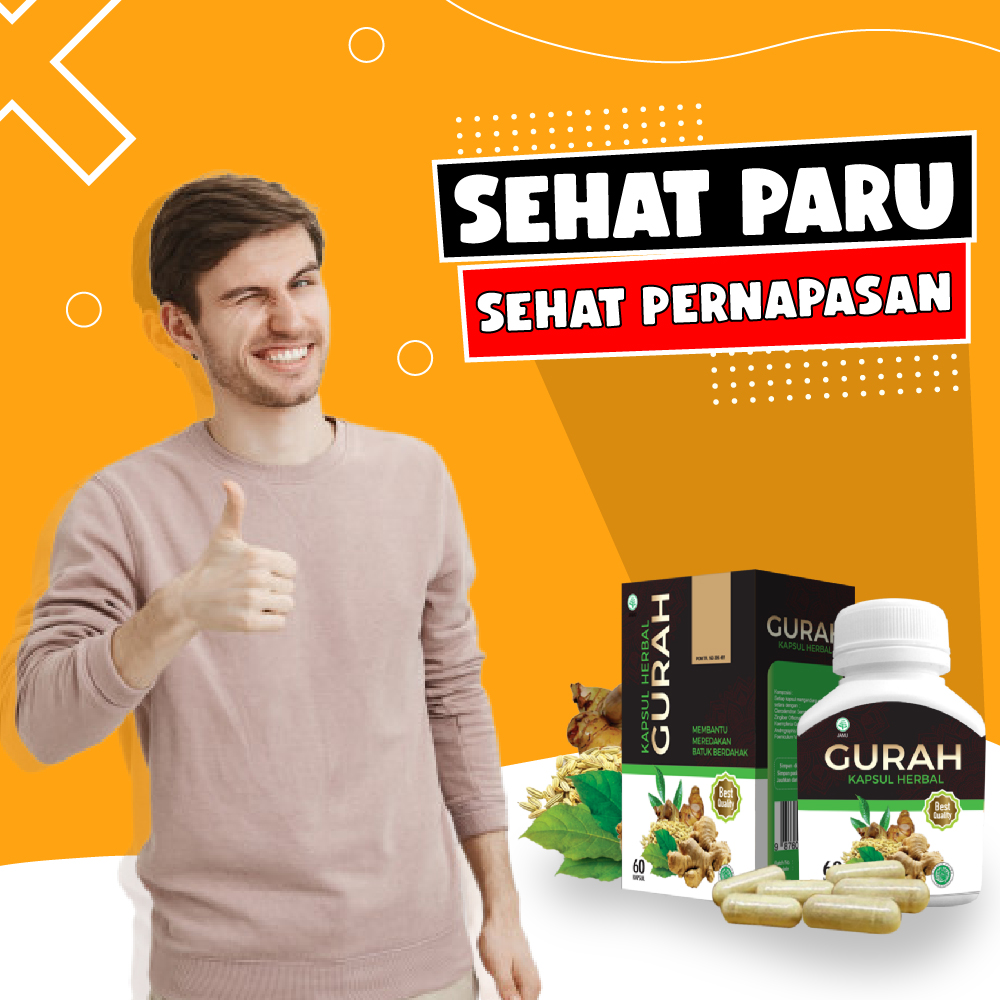 SEHAT PARU
SEHAT PERNAPASAN
KAPSUL HERBAL
GURAH
MEMBANTU
MEREDAKAN
BATUK BERDAHAK
Best
Quality
60
KAPSUL
KAPSUL HERBAL
JAMU
GURAH
KAPSUL HERBAL
Best
Quality